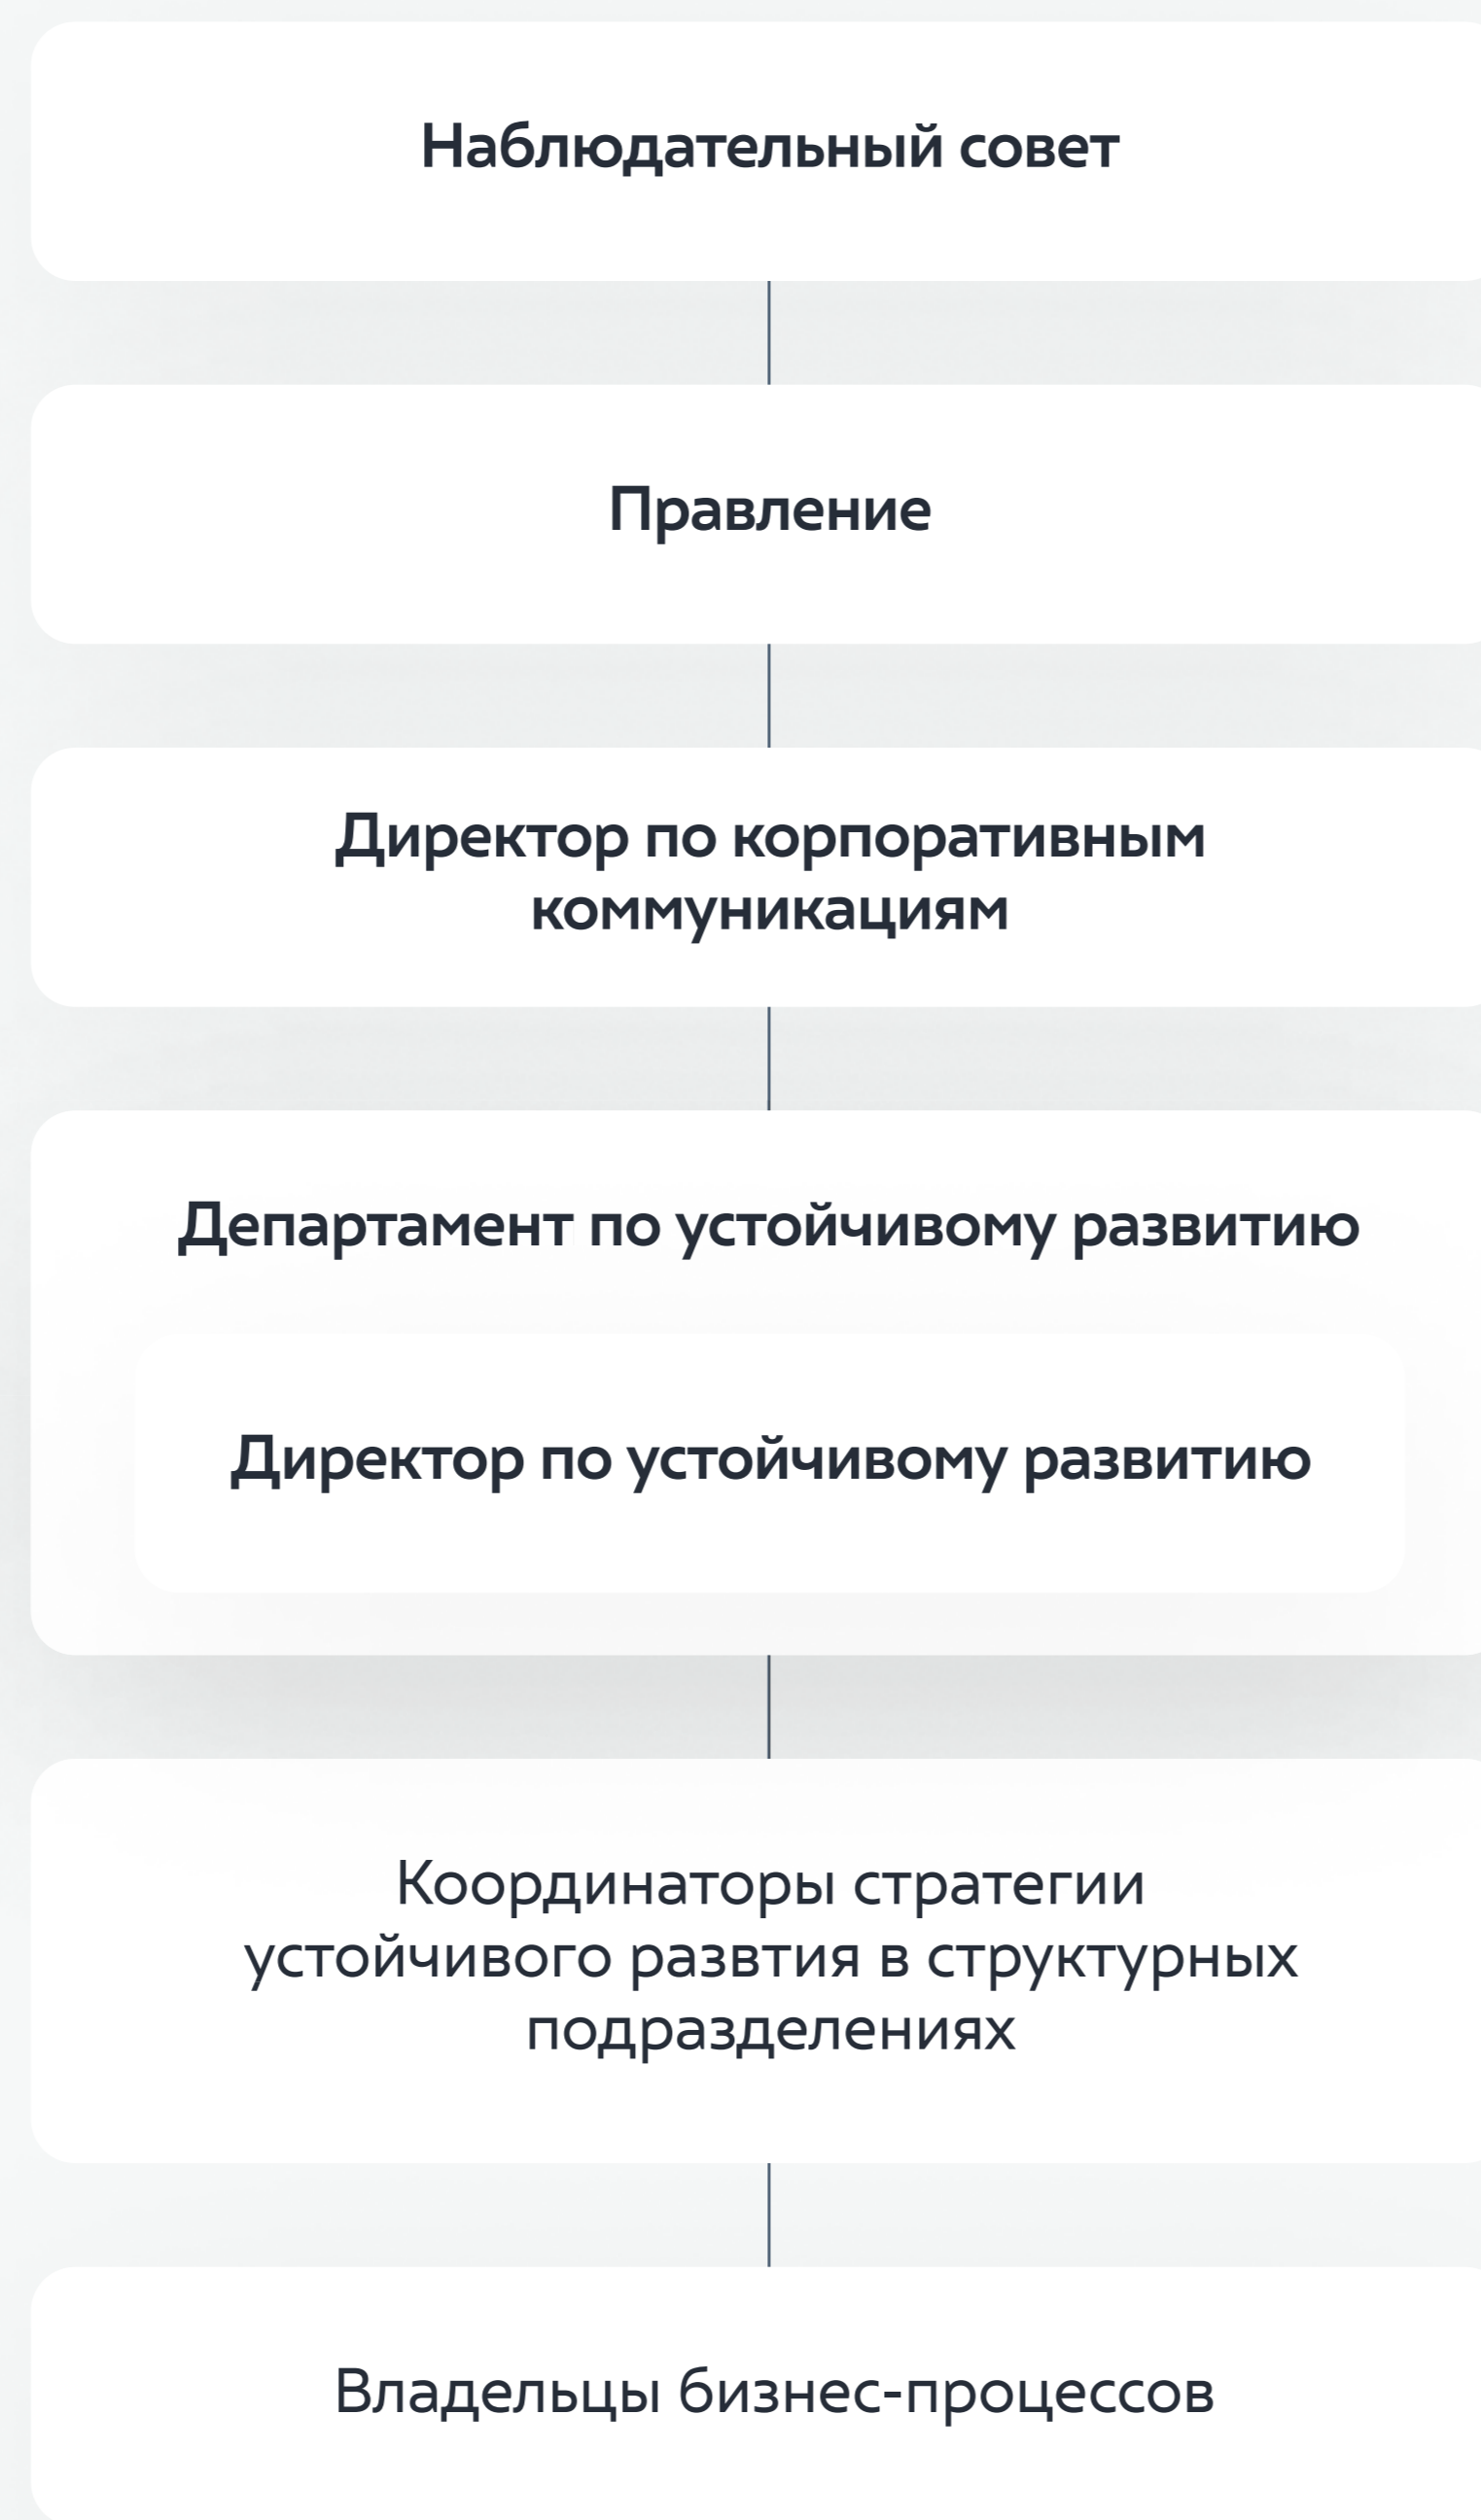 Наблюдательный совет
Правление
Директор по корпоративным
коммуникациям
Департамент по устойчивому развитию
Директор по устойчивому развитию
Координаторы стратегии
устойчивого развтия в структурных
подразделениях
Владельцы бизнес-процессов